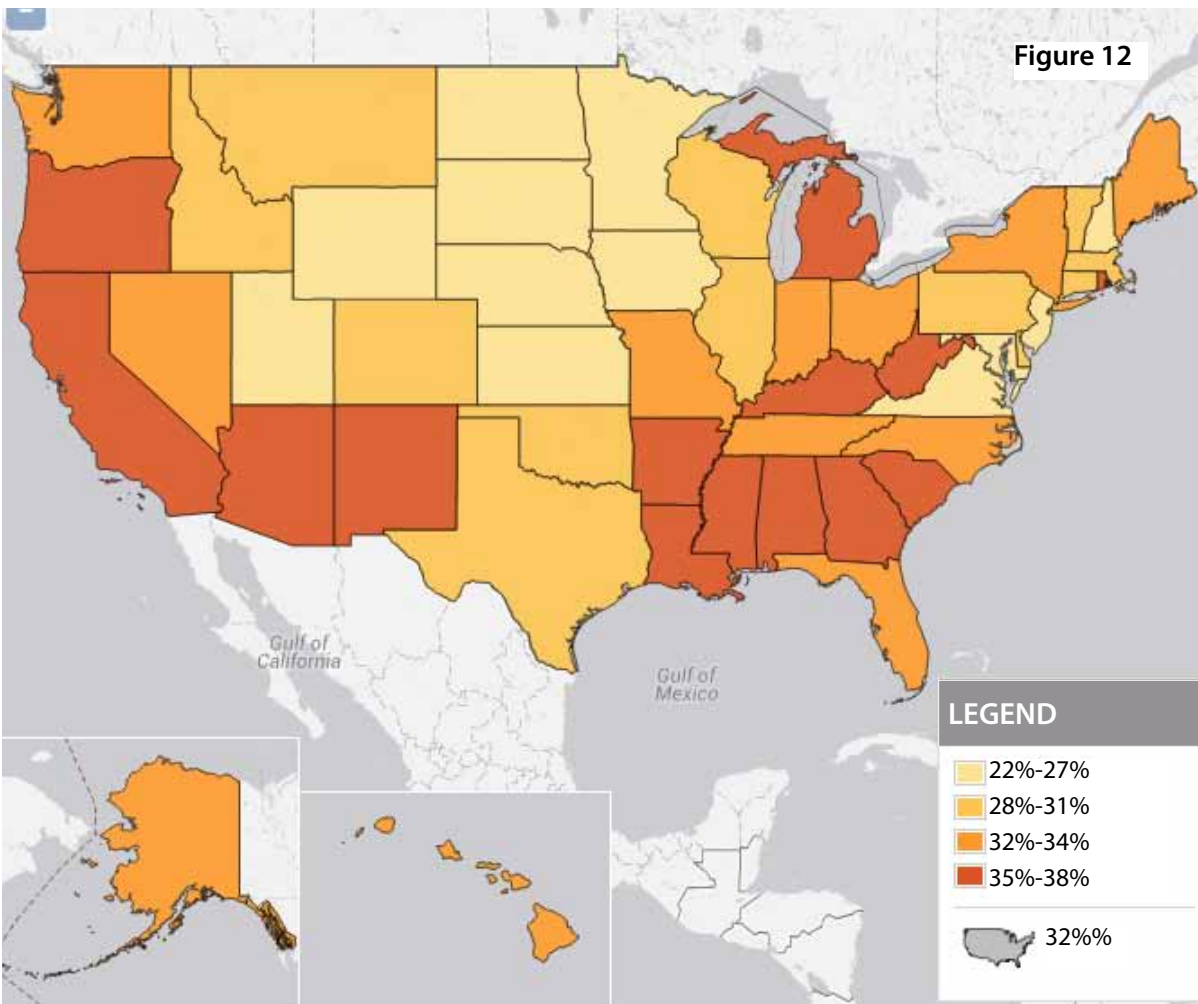 Figure 12
Gulf of
California
Gulf of
Mexico
LEGEND
22%-27%
28%-31%
32%-34%
35%-38%
32%%